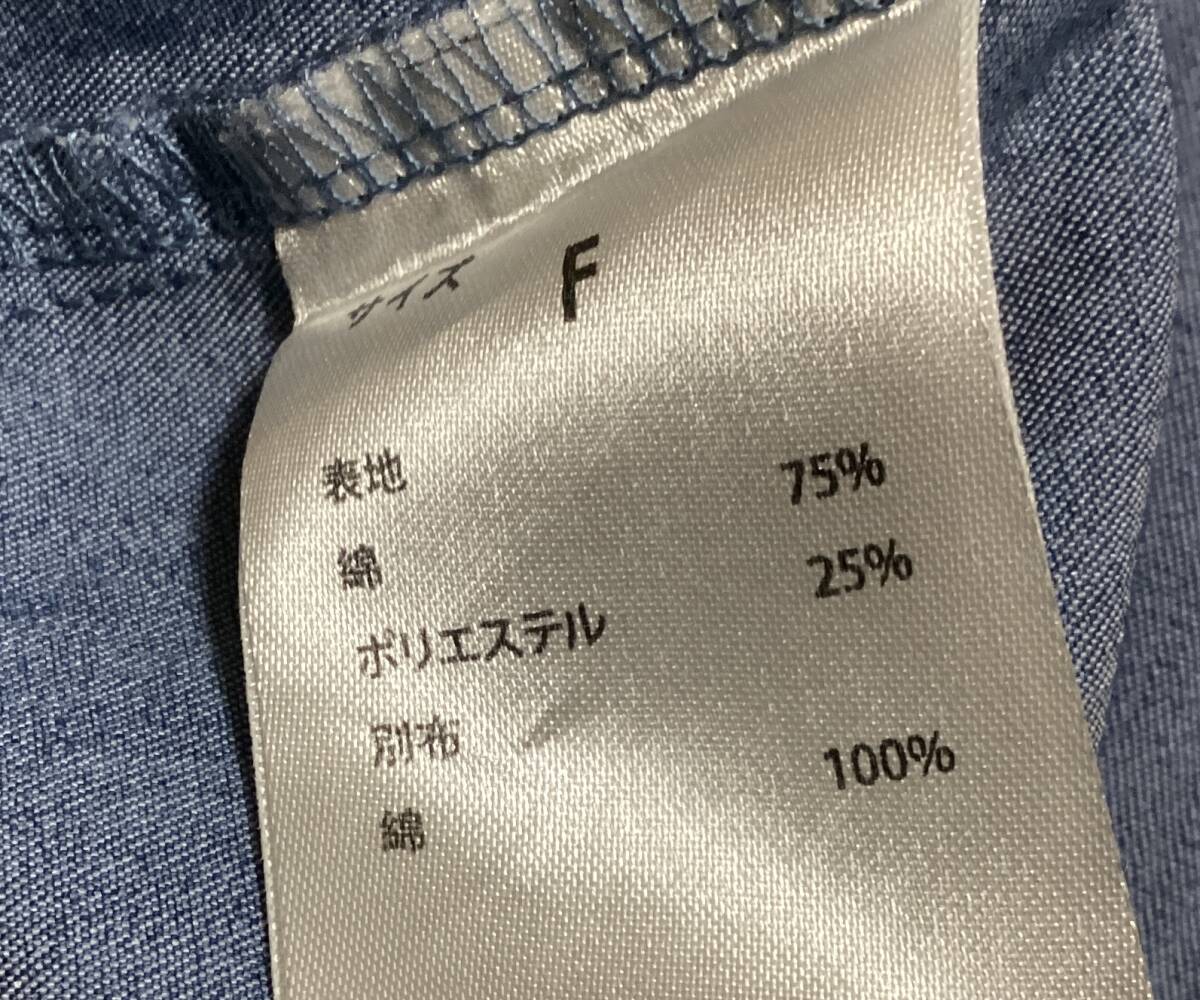 サイズ F
表地
綿 75%
ポリエステル 25%
別布
綿 100%